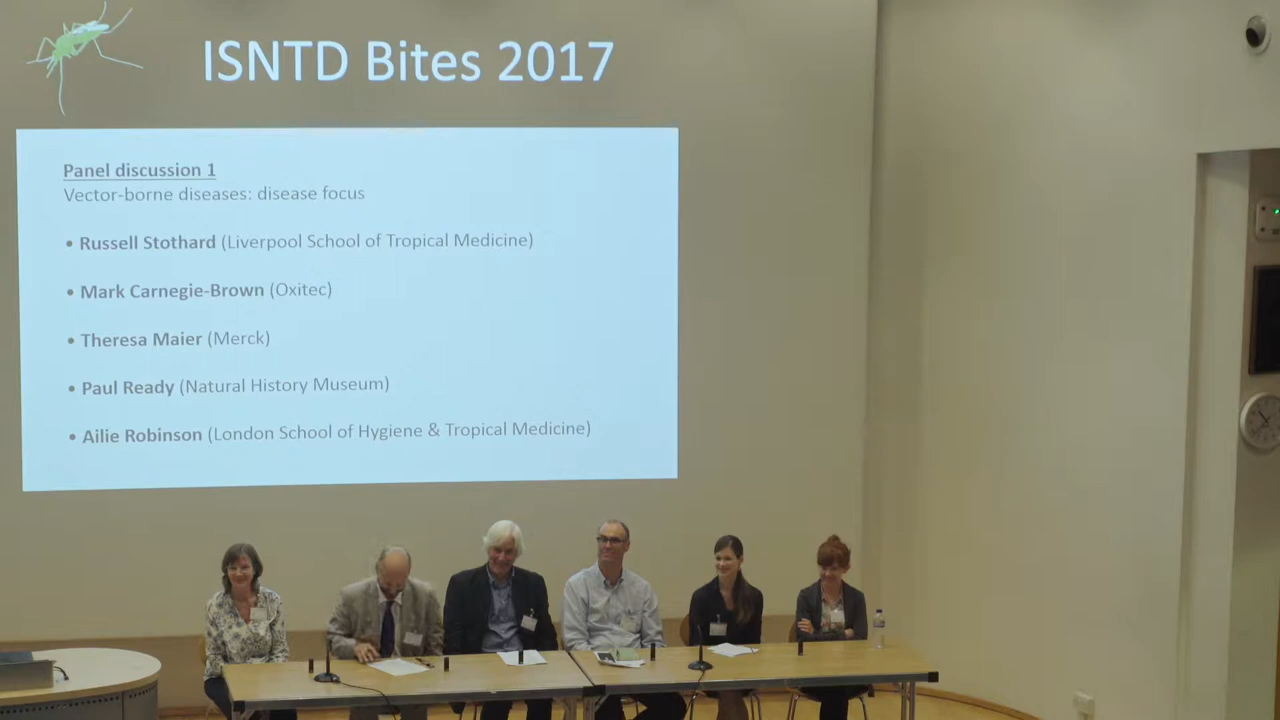 ISNTD Bites 2017
Panel discussion 1
Vector-borne diseases: disease focus
• Russell Stothard (Liverpool School of Tropical Medicine)
• Mark Carnegie-Brown (Oxitec)
• Theresa Maier (Merck)
• Paul Ready (Natural History Museum)
• Ailie Robinson (London School of Hygiene & Tropical Medicine)